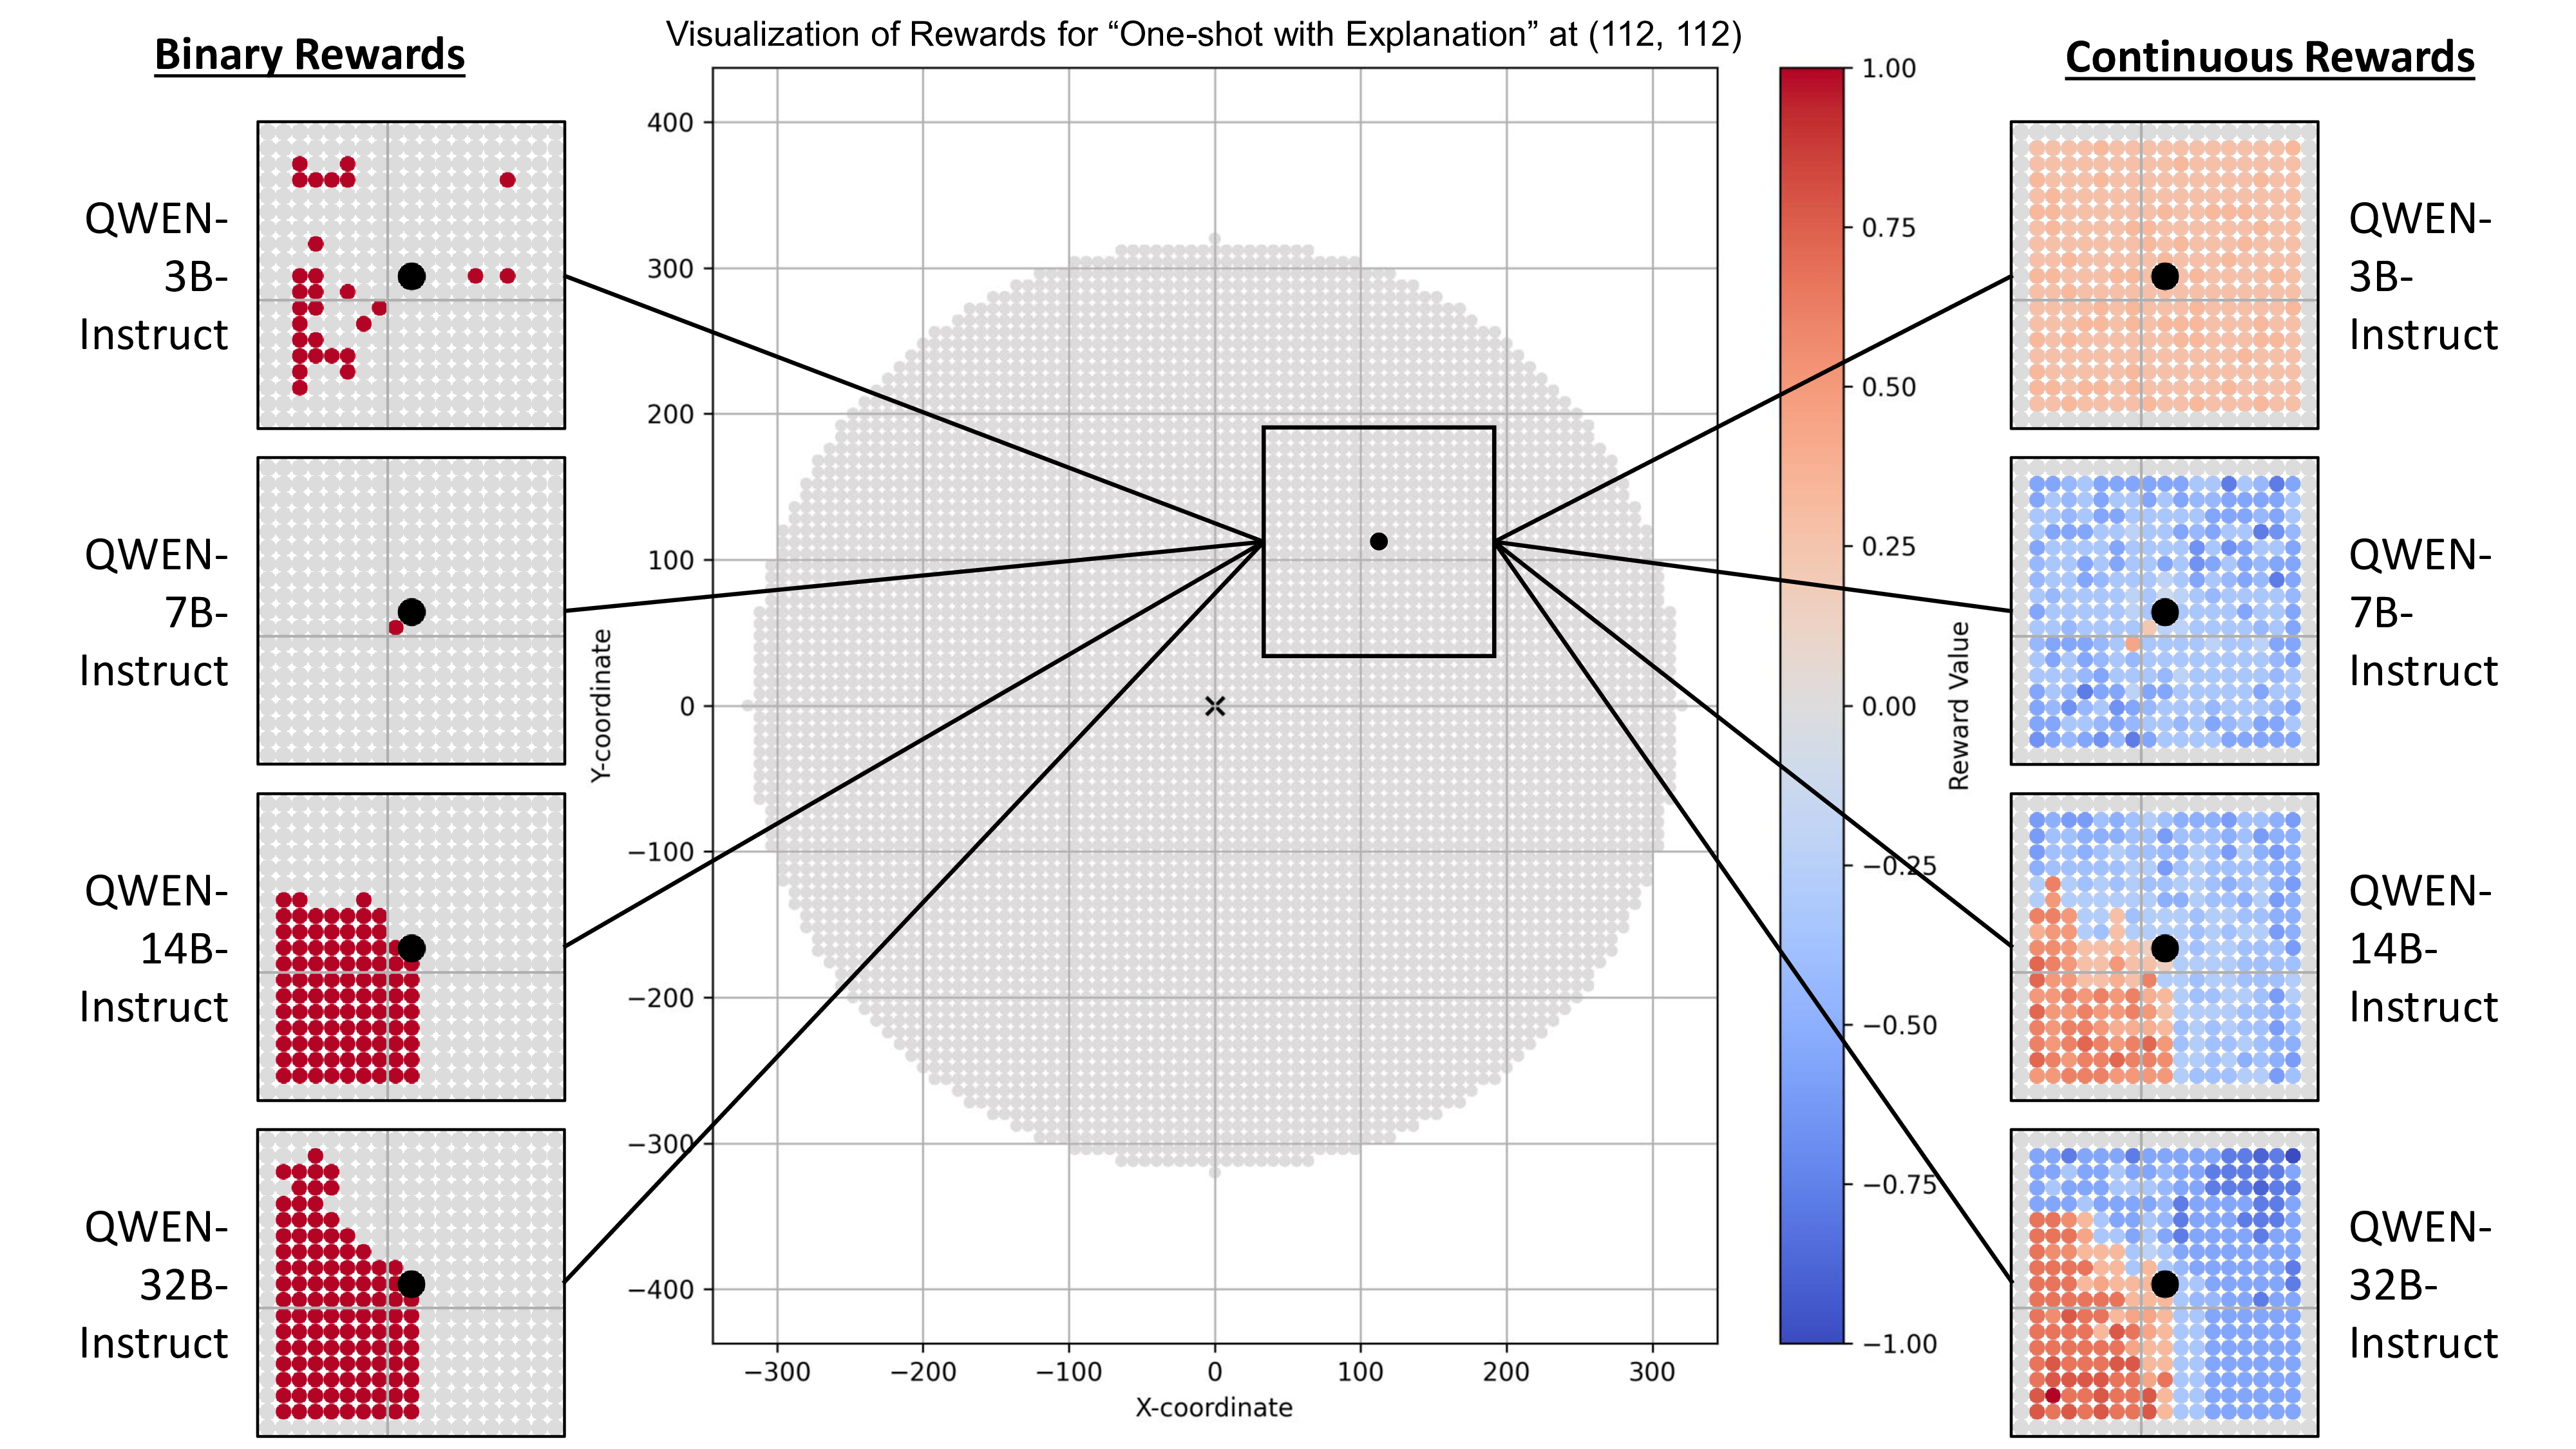 Visualization of Rewards for “One-shot with Explanation” at (112, 112)
Binary Rewards
Continuous Rewards
QWEN-
3B-
Instruct
QWEN-
7B-
Instruct
QWEN-
14B-
Instruct
QWEN-
32B-
Instruct
Y-coordinate
400
300
200
100
0
−100
−200
−300
−400
−300
−200
−100
0
100
200
300
X-coordinate
1.00
0.75
0.50
0.25
0.00
−0.25
−0.50
−0.75
−1.00
Reward Value
QWEN-
3B-
Instruct
QWEN-
7B-
Instruct
QWEN-
14B-
Instruct
QWEN-
32B-
Instruct